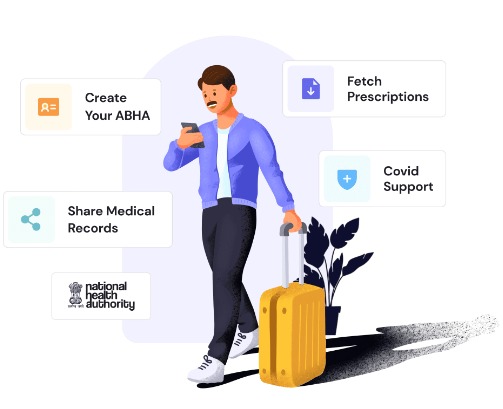 Create
Your ABHA
Fetch
Prescriptions
Covid
Support
Share Medical
Records
national
health
authority